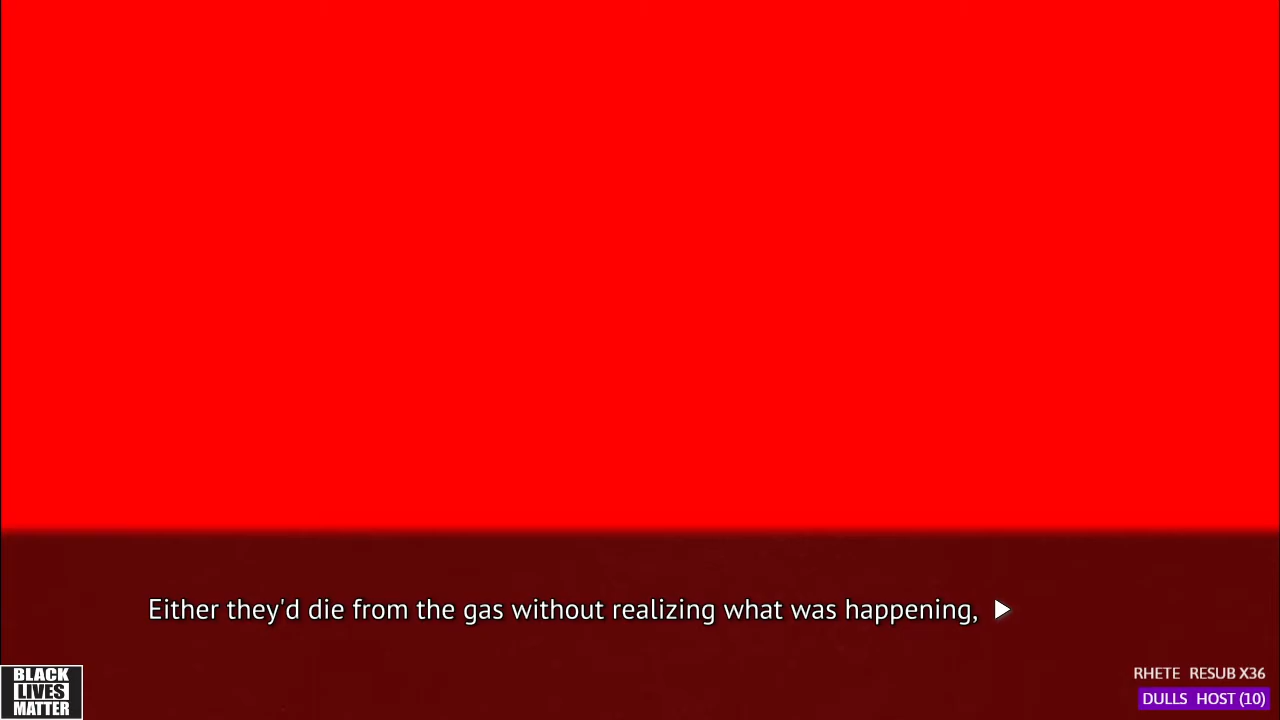 Either they'd die from the gas without realizing what was happening,
BLACK
LIVES
MATTER
RHETE RESUB X36
DULLS HOST (10)